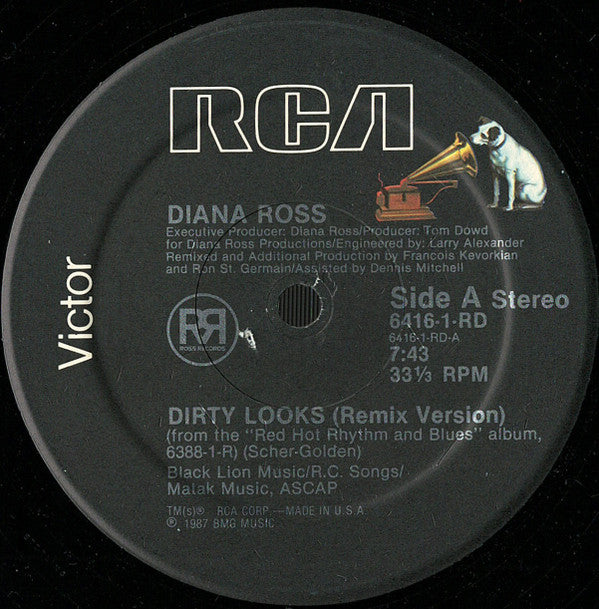 RCA
Victor
DIANA ROSS
Executive Producer: Diana Ross/Producer: Tom Dowd
for Diana Ross Productions/Engineered by: Larry Alexander
Remixed and Additional Production by Francois Kevorkian
and Ron St. Germain/Assisted by Dennis Mitchell
RR
ROSS RECORDS
Side A Stereo
6416-1-RD
6416-1-RD-A
7:43
33⅓ RPM
DIRTY LOOKS (Remix Version)
(from the "Red Hot Rhythm and Blues" album,
6388-1-R) (Scher-Golden)
Black Lion Music/R.C. Songs/
Matak Music, ASCAP
TM(s)® RCA CORP.—MADE IN U.S.A.
℗ 1987 BMG MUSIC